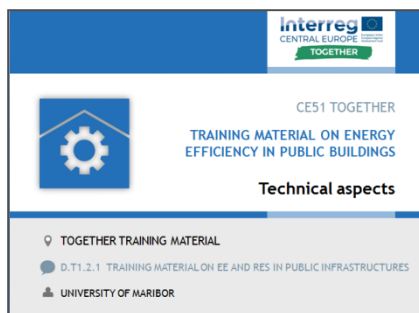 Interreg
CENTRAL EUROPE
TOGETHER
CE51 TOGETHER
TRAINING MATERIAL ON ENERGY
EFFICIENCY IN PUBLIC BUILDINGS
Technical aspects
TOGETHER TRAINING MATERIAL
D.T1.2.1 TRAINING MATERIAL ON EE AND RES IN PUBLIC INFRASTRUCTURES
UNIVERSITY OF MARIBOR